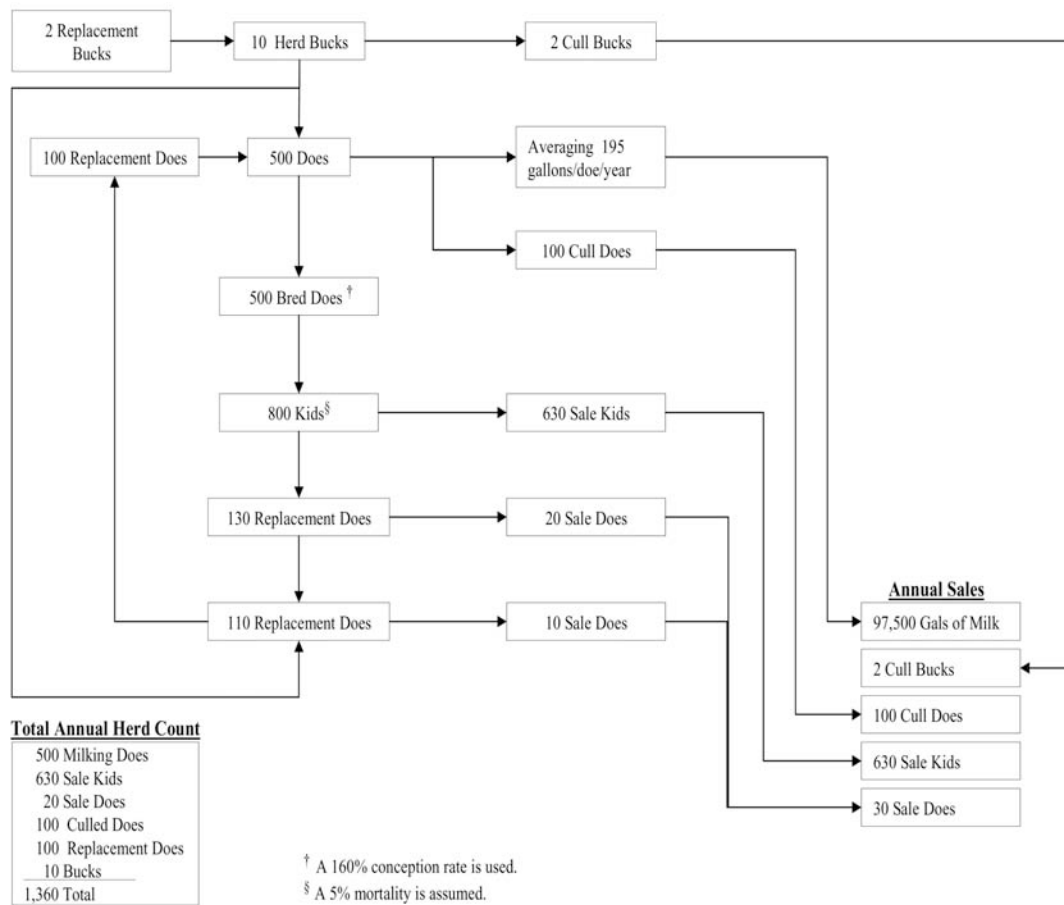 2 Replacement
Bucks
10 Herd Bucks
2 Cull Bucks
100 Replacement Does
500 Does
Averaging 195
gallons/doe/year
100 Cull Does
500 Bred Does †
800 Kids§
630 Sale Kids
130 Replacement Does
20 Sale Does
110 Replacement Does
10 Sale Does
Annual Sales
97,500 Gals of Milk
2 Cull Bucks
100 Cull Does
630 Sale Kids
30 Sale Does
Total Annual Herd Count
500 Milking Does
630 Sale Kids
20 Sale Does
100 Culled Does
100 Replacement Does
10 Bucks
1,360 Total
† A 160% conception rate is used.
§ A 5% mortality is assumed.